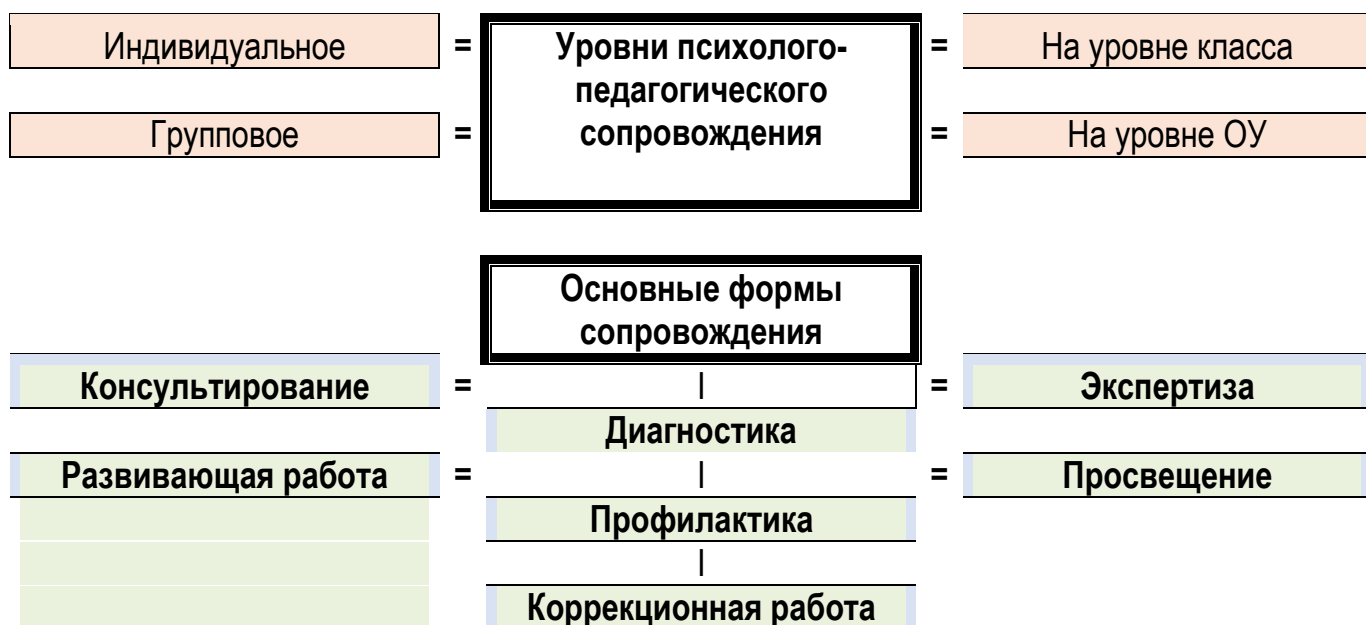 Индивидуальное = Уровни психолого- = На уровне класса
педагогического
Групповое = сопровождения = На уровне ОУ
Основные формы
сопровождения
Консультирование = | = Экспертиза
Диагностика
Развивающая работа = | = Просвещение
Профилактика
|
Коррекционная работа